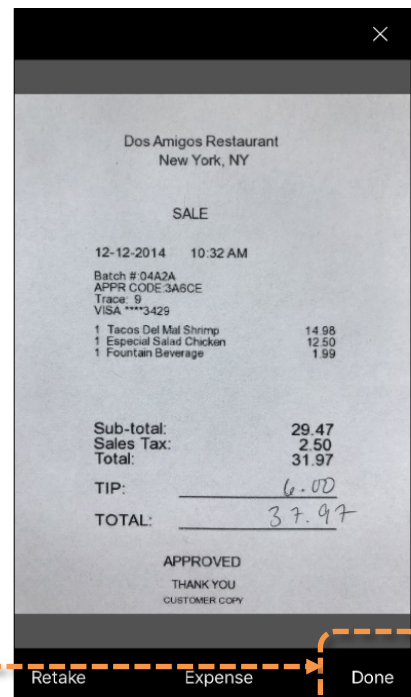 Dos Amigos Restaurant
New York, NY
SALE
12-12-2014 10:32 AM
Batch #:04A2A
APPR CODE:3A6CE
Trace: 9
VISA ****3429
1 Tacos Del Mal Shrimp 14.98
1 Especial Salad Chicken 12.50
1 Fountain Beverage 1.99
Sub-total: 29.47
Sales Tax: 2.50
Total: 31.97
TIP: 6.00
TOTAL: 37.97
APPROVED
THANK YOU
CUSTOMER COPY
Retake Expense Done